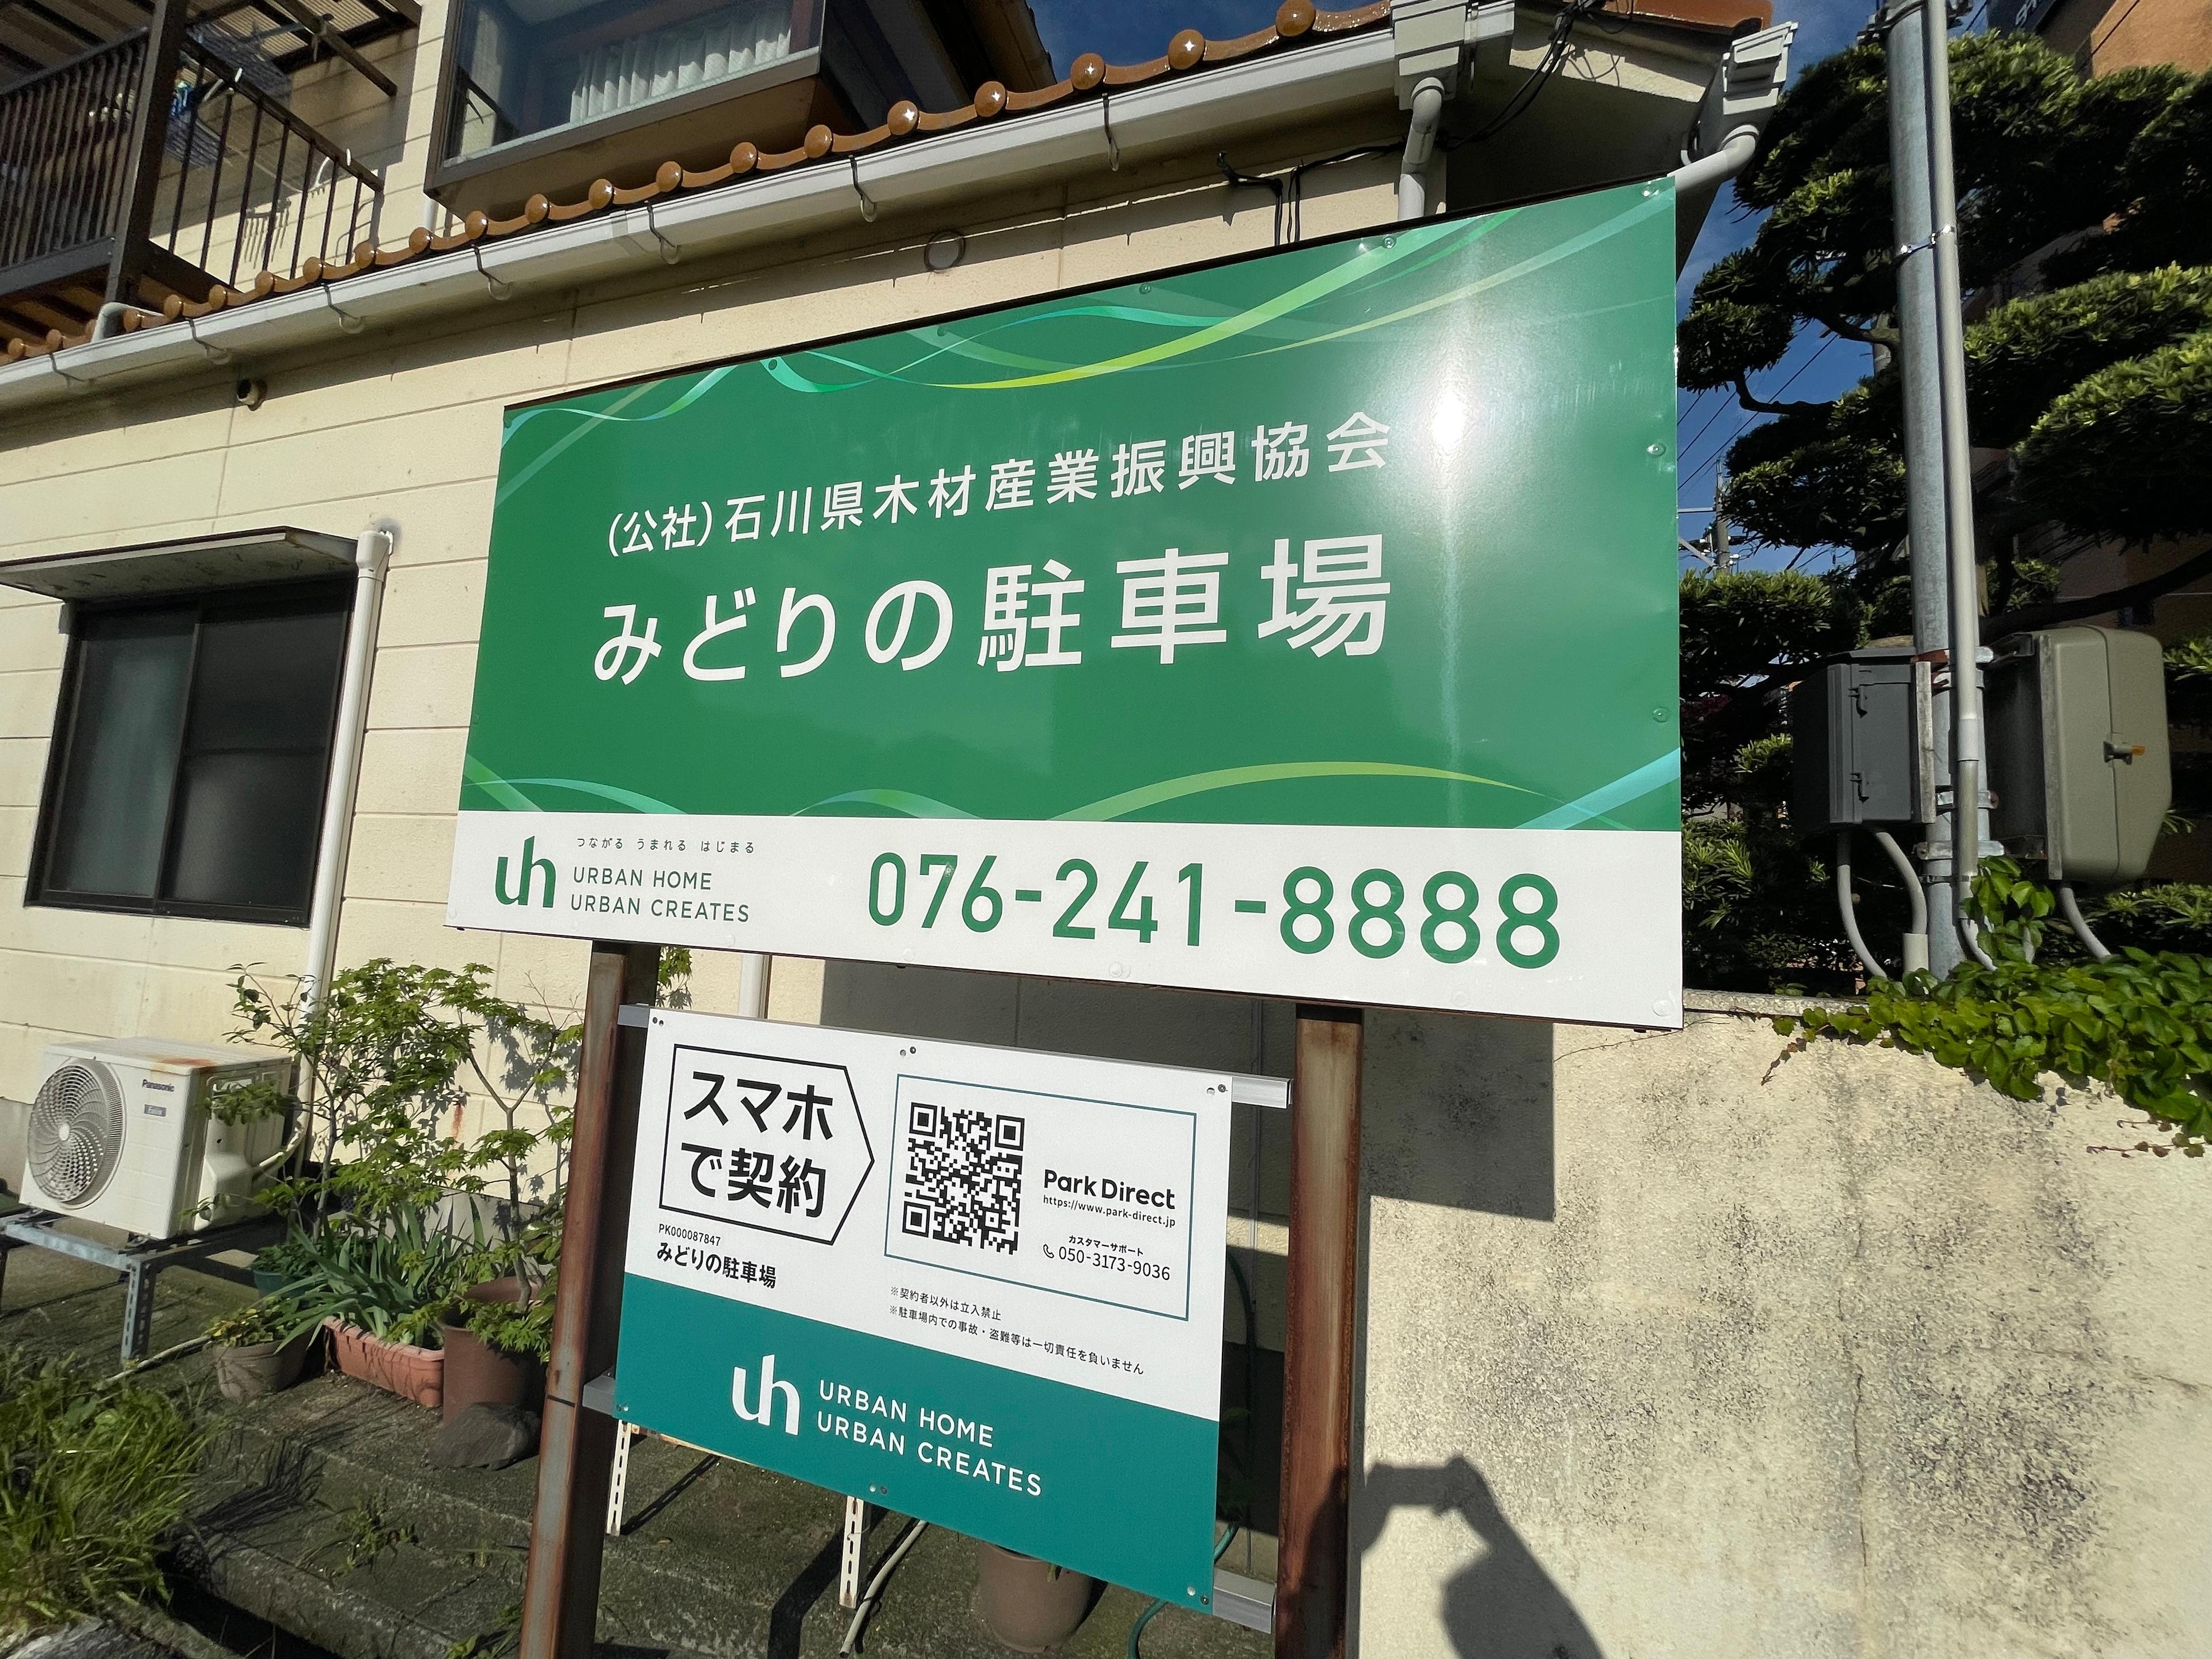 (公社)石川県木材産業振興協会
みどりの駐車場
つながる うまれる はじまる
uh
URBAN HOME
URBAN CREATES
076-241-8888
スマホ
で契約
PK000087847
みどりの駐車場
Park Direct
https://www.park-direct.jp
カスタマーサポート
050-3173-9036
※契約者以外は立入禁止
※駐車場内での事故・盗難等は一切責任を負いません
uh
URBAN HOME
URBAN CREATES
Panasonic